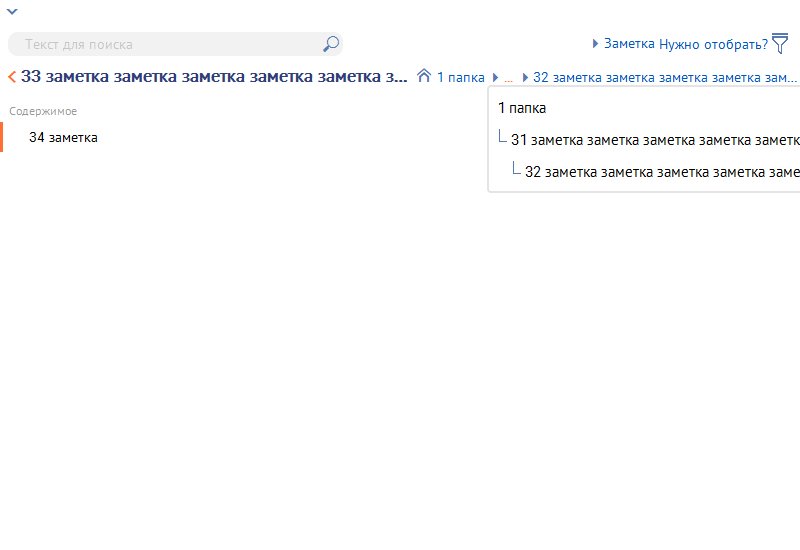 Текст для поиска
Заметка Нужно отобрать?
33 заметка заметка заметка заметка заметка з... 1 папка ... 32 заметка заметка заметка заметка зам...
Содержимое
1 папка
34 заметка
31 заметка заметка заметка заметка заметк
32 заметка заметка заметка заметка заме